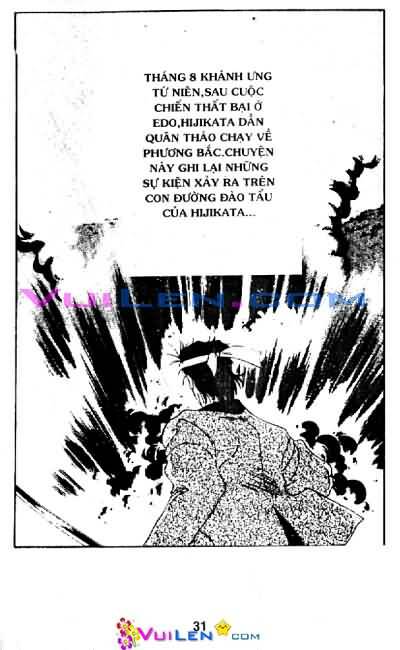 THÁNG 8 KHÁNH ƯNG
TỨ NIÊN,SAU CUỘC
CHIẾN THẤT BẠI Ở
EDO,HIJIKATA DẪN
QUÂN THÁO CHẠY VỀ
PHƯƠNG BẮC.CHUYỆN
NÀY GHI LẠI NHỮNG
SỰ KIỆN XẢY RA TRÊN
CON ĐƯỜNG ĐÀO TẨU
CỦA HIJIKATA...
VUILEN.COM
31
VUILEN.COM